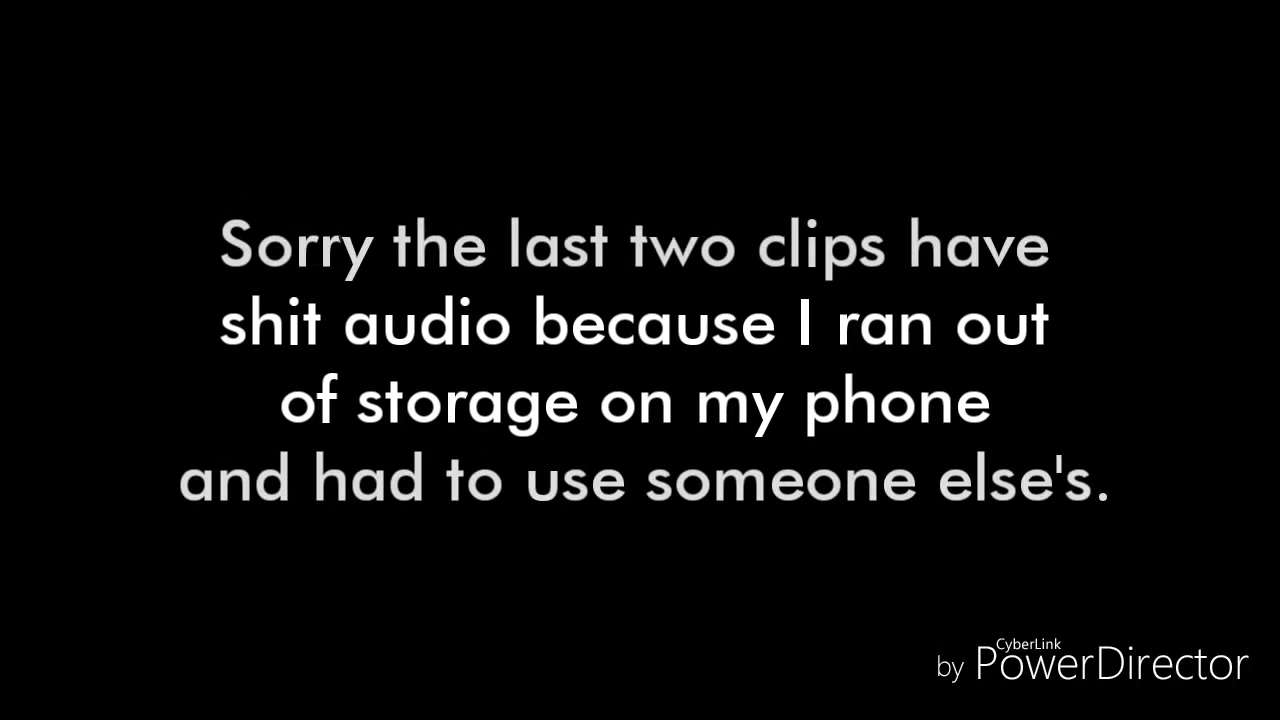 Sorry the last two clips have
shit audio because I ran out
of storage on my phone
and had to use someone else's.
CyberLink
by PowerDirector